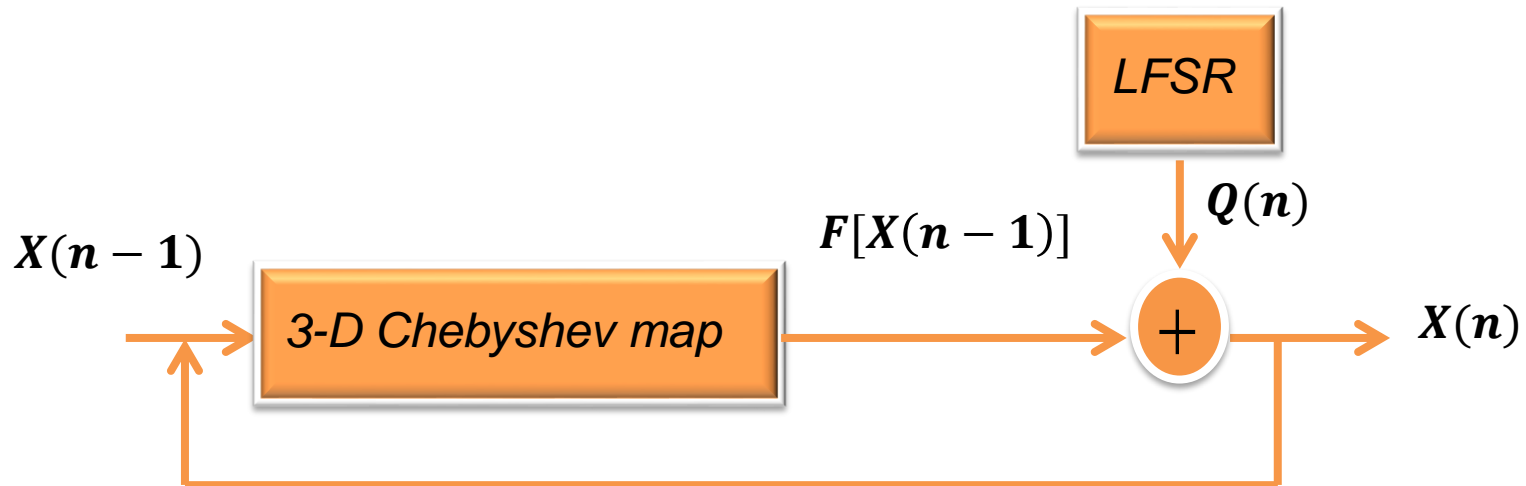 LFSR
Q(n)
F[X(n − 1)]
X(n − 1)
3-D Chebyshev map
+
X(n)